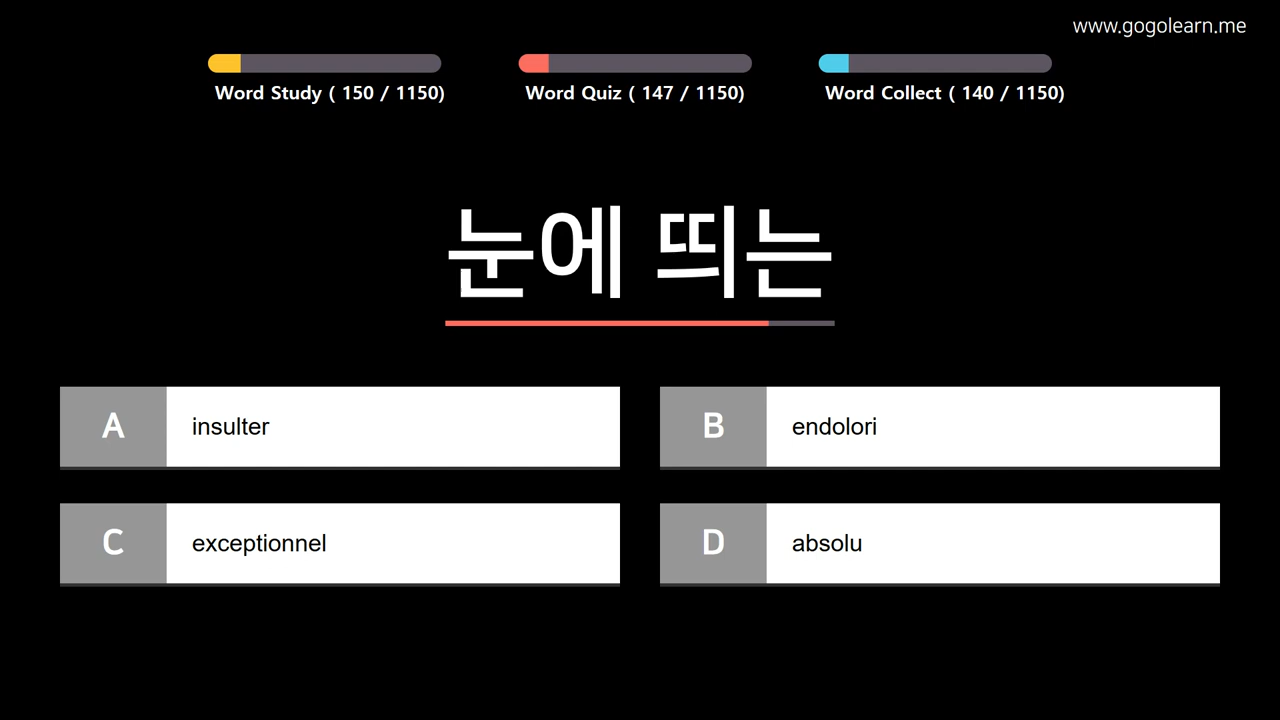 www.gogolearn.me
Word Study ( 150 / 1150)
Word Quiz ( 147 / 1150)
Word Collect ( 140 / 1150)
눈에 띄는
A insulter
B endolori
C exceptionnel
D absolu